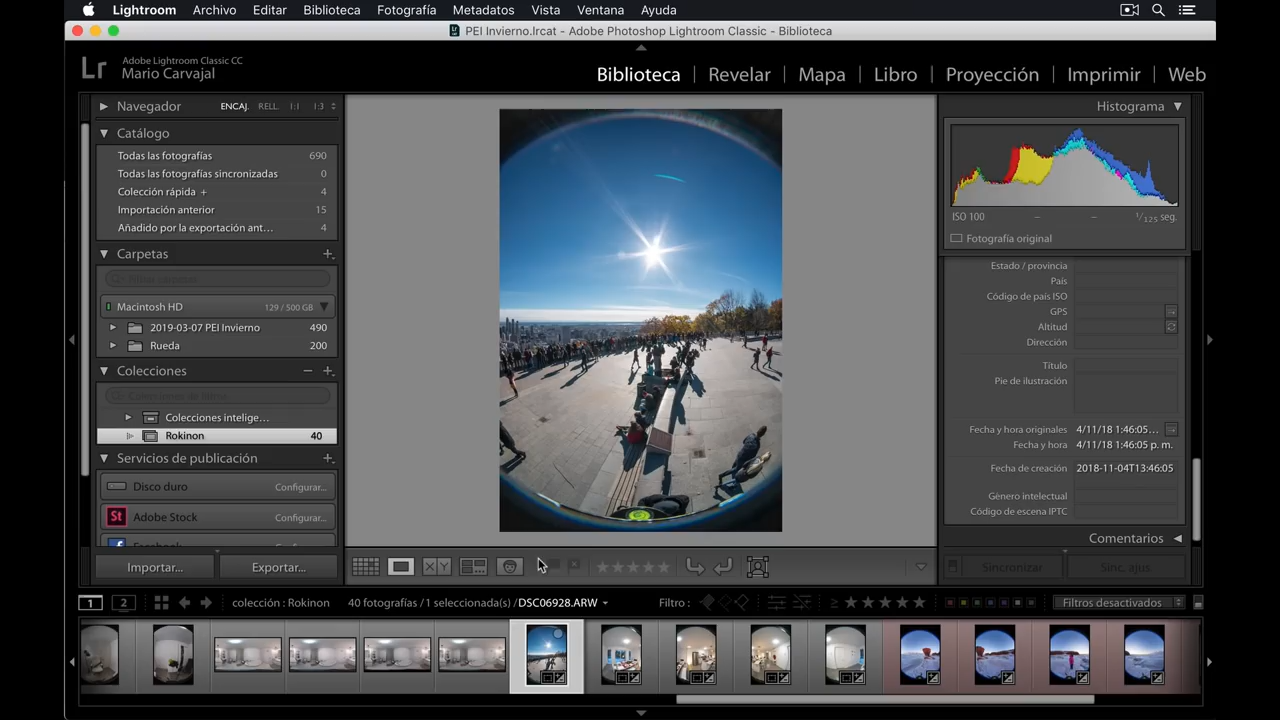 Lightroom Archivo Editar Biblioteca Fotografía Metadatos Vista Ventana Ayuda
PEI Invierno.lrcat - Adobe Photoshop Lightroom Classic - Biblioteca
Lr
Adobe Lightroom Classic CC
Mario Carvajal
Biblioteca Revelar Mapa Libro Proyección Imprimir Web
Navegador ENCAJ. RELL. 1:1 1:3
Catálogo
Todas las fotografías 690
Todas las fotografías sincronizadas 0
Colección rápida + 4
Importación anterior 15
Añadido por la exportación ant... 4
Carpetas +
Macintosh HD 129 / 500 GB
2019-03-07 PEI Invierno 490
Rueda 200
Colecciones − +
Colecciones intelige...
Rokinon 40
Servicios de publicación +
Disco duro Configurar...
St Adobe Stock Configurar...
Importar... Exportar...
Histograma
ISO 100 – – 1/125 seg.
Fotografía original
Estado / provincia
País
Código de país ISO
GPS
Altitud
Dirección
Título
Pie de ilustración
Fecha y hora originales 4/11/18 1:46:05...
Fecha y hora 4/11/18 1:46:05 p. m.
Fecha de creación 2018-11-04T13:46:05
Género intelectual
Código de escena IPTC
Comentarios
Sincronizar Sinc. ajus.
X Y
1 2 colección : Rokinon 40 fotografías / 1 seleccionada(s) /DSC06928.ARW Filtro : ≥ Filtros desactivados